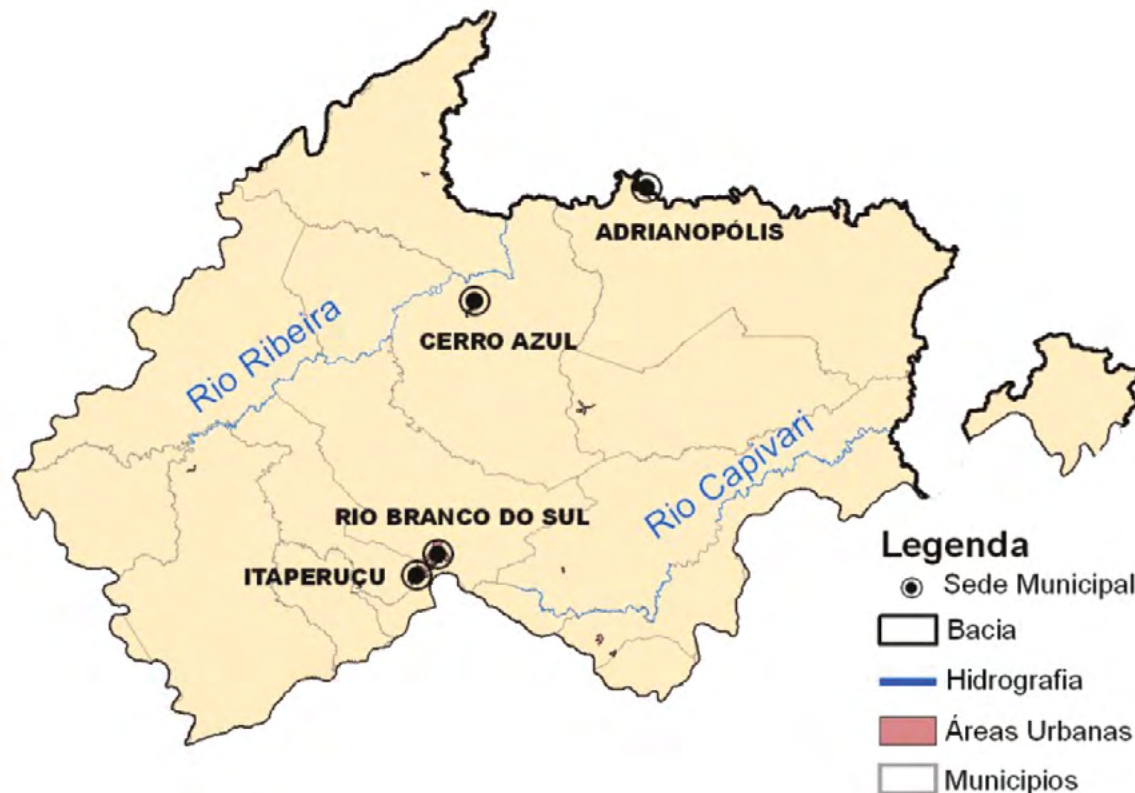 ADRIANOPÓLIS
Rio Ribeira
CERRO AZUL
Rio Capivari
RIO BRANCO DO SUL
ITAPERUÇU
Legenda
Sede Municipal
Bacia
Hidrografia
Áreas Urbanas
Municipios